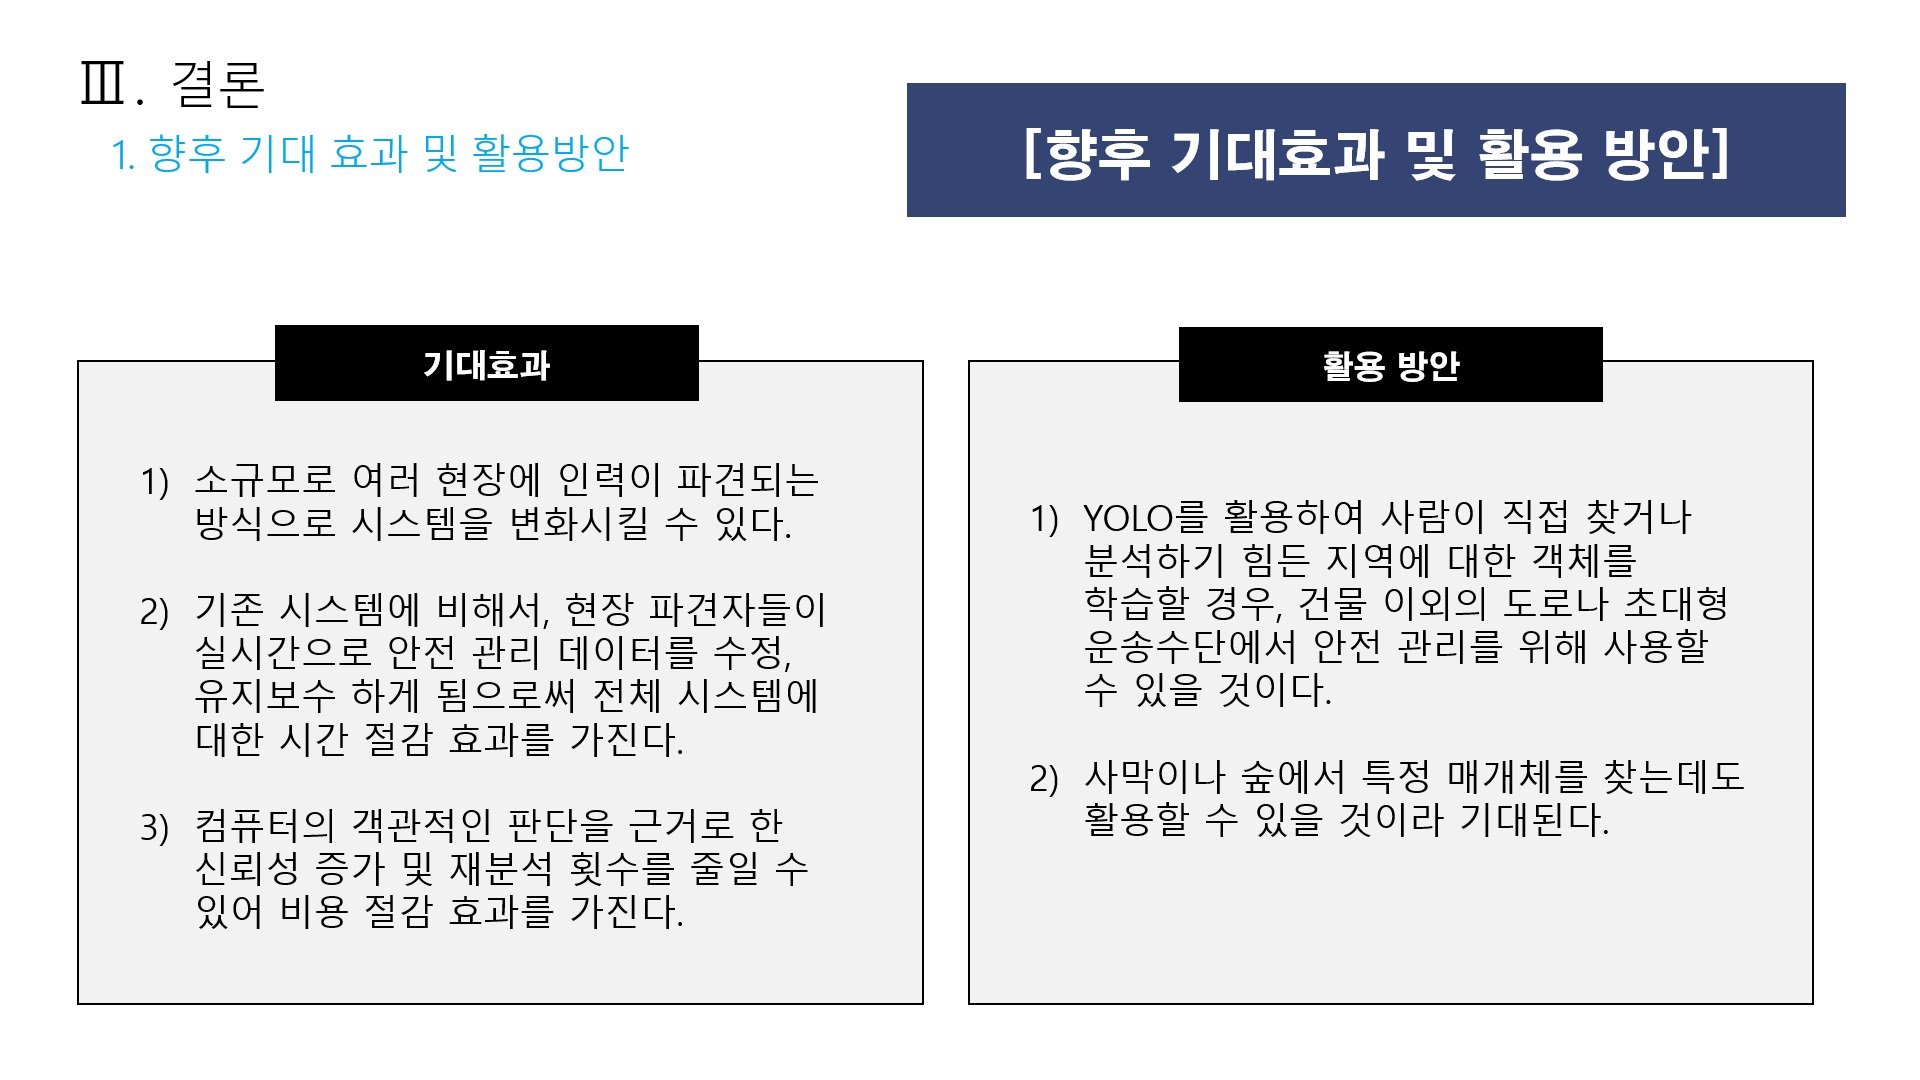 Ⅲ. 결론
1. 향후 기대 효과 및 활용방안
[향후 기대효과 및 활용 방안]
기대효과
1) 소규모로 여러 현장에 인력이 파견되는
방식으로 시스템을 변화시킬 수 있다.
2) 기존 시스템에 비해서, 현장 파견자들이
실시간으로 안전 관리 데이터를 수정,
유지보수 하게 됨으로써 전체 시스템에
대한 시간 절감 효과를 가진다.
3) 컴퓨터의 객관적인 판단을 근거로 한
신뢰성 증가 및 재분석 횟수를 줄일 수
있어 비용 절감 효과를 가진다.
활용 방안
1) YOLO를 활용하여 사람이 직접 찾거나
분석하기 힘든 지역에 대한 객체를
학습할 경우, 건물 이외의 도로나 초대형
운송수단에서 안전 관리를 위해 사용할
수 있을 것이다.
2) 사막이나 숲에서 특정 매개체를 찾는데도
활용할 수 있을 것이라 기대된다.